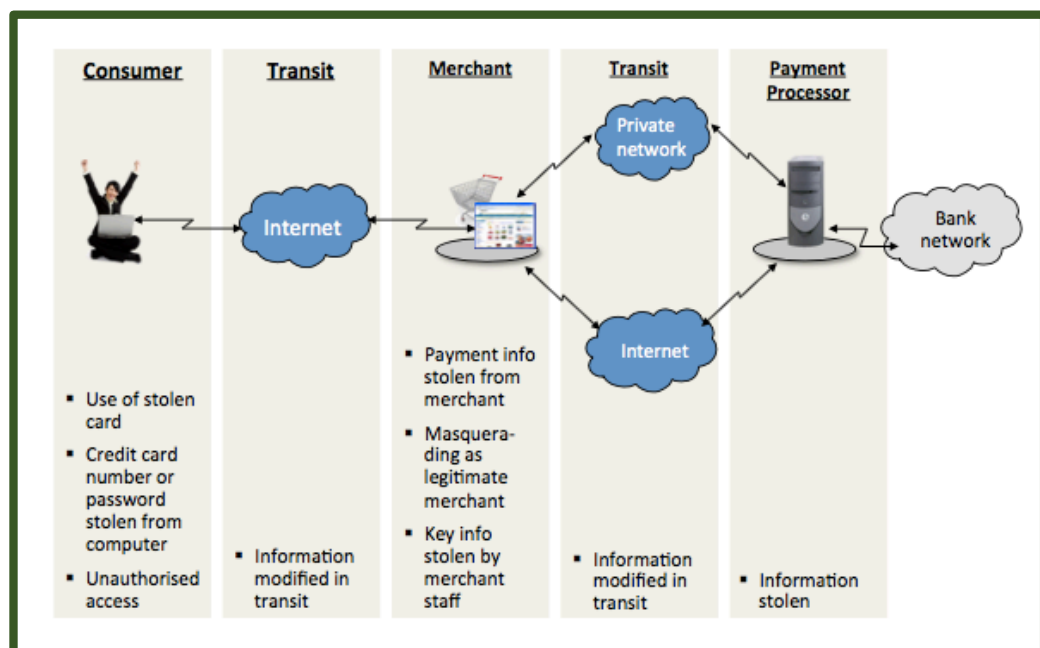 Consumer
Transit
Merchant
Transit
Payment
Processor
Internet
Private
network
Internet
Bank
network
▪ Use of stolen
card
▪ Credit card
number or
password
stolen from
computer
▪ Unauthorised
access
▪ Information
modified in
transit
▪ Payment info
stolen from
merchant
▪ Masquera-
ding as
legitimate
merchant
▪ Key info
stolen by
merchant
staff
▪ Information
modified in
transit
▪ Information
stolen